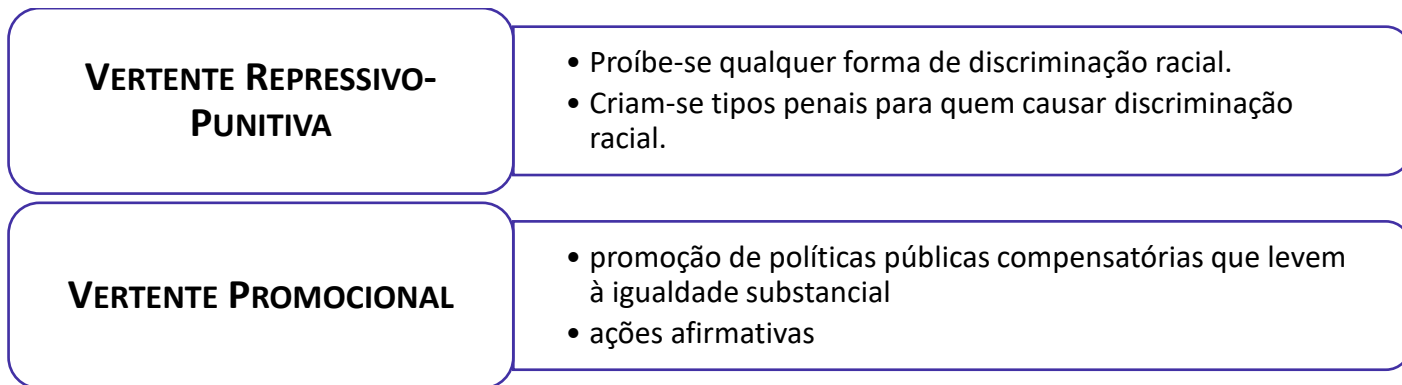 VERTENTE REPRESSIVO-
PUNITIVA
• Proíbe-se qualquer forma de discriminação racial.
• Criam-se tipos penais para quem causar discriminação
racial.
VERTENTE PROMOCIONAL
• promoção de políticas públicas compensatórias que levem
à igualdade substancial
• ações afirmativas